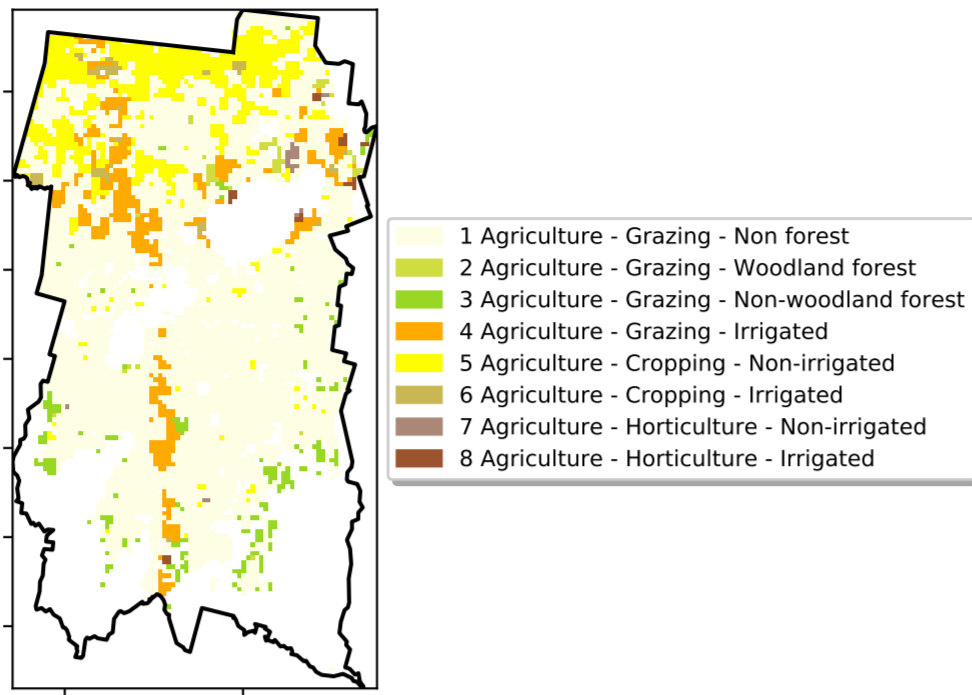 1 Agriculture - Grazing - Non forest
2 Agriculture - Grazing - Woodland forest
3 Agriculture - Grazing - Non-woodland forest
4 Agriculture - Grazing - Irrigated
5 Agriculture - Cropping - Non-irrigated
6 Agriculture - Cropping - Irrigated
7 Agriculture - Horticulture - Non-irrigated
8 Agriculture - Horticulture - Irrigated